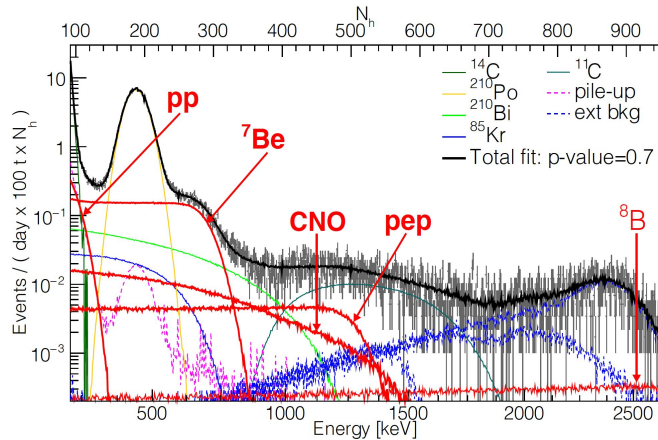 N_h
100 200 300 400 500 600 700 800 900
10
1
10⁻¹
10⁻²
10⁻³
Events / ( day x 100 t x N_h )
¹⁴C
²¹⁰Po
²¹⁰Bi
⁸⁵Kr
¹¹C
pile-up
ext bkg
Total fit: p-value=0.7
pp
⁷Be
CNO
pep
⁸B
500 1000 1500 2000 2500
Energy [keV]